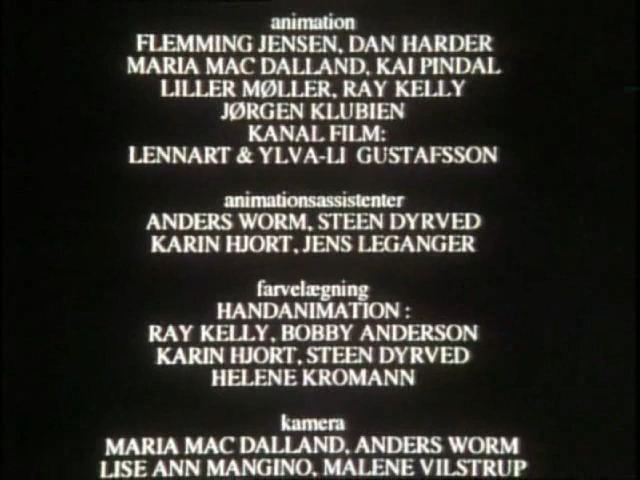 animation
FLEMMING JENSEN, DAN HARDER
MARIA MAC DALLAND, KAI PINDAL
LILLER MØLLER, RAY KELLY
JØRGEN KLUBIEN
KANAL FILM:
LENNART & YLVA-LI GUSTAFSSON
animationsassistenter
ANDERS WORM, STEEN DYRVED
KARIN HJORT, JENS LEGANGER
farvelægning
HANDANIMATION :
RAY KELLY, BOBBY ANDERSON
KARIN HJORT, STEEN DYRVED
HELENE KROMANN
kamera
MARIA MAC DALLAND, ANDERS WORM
LISE ANN MANGINO, MALENE VILSTRUP